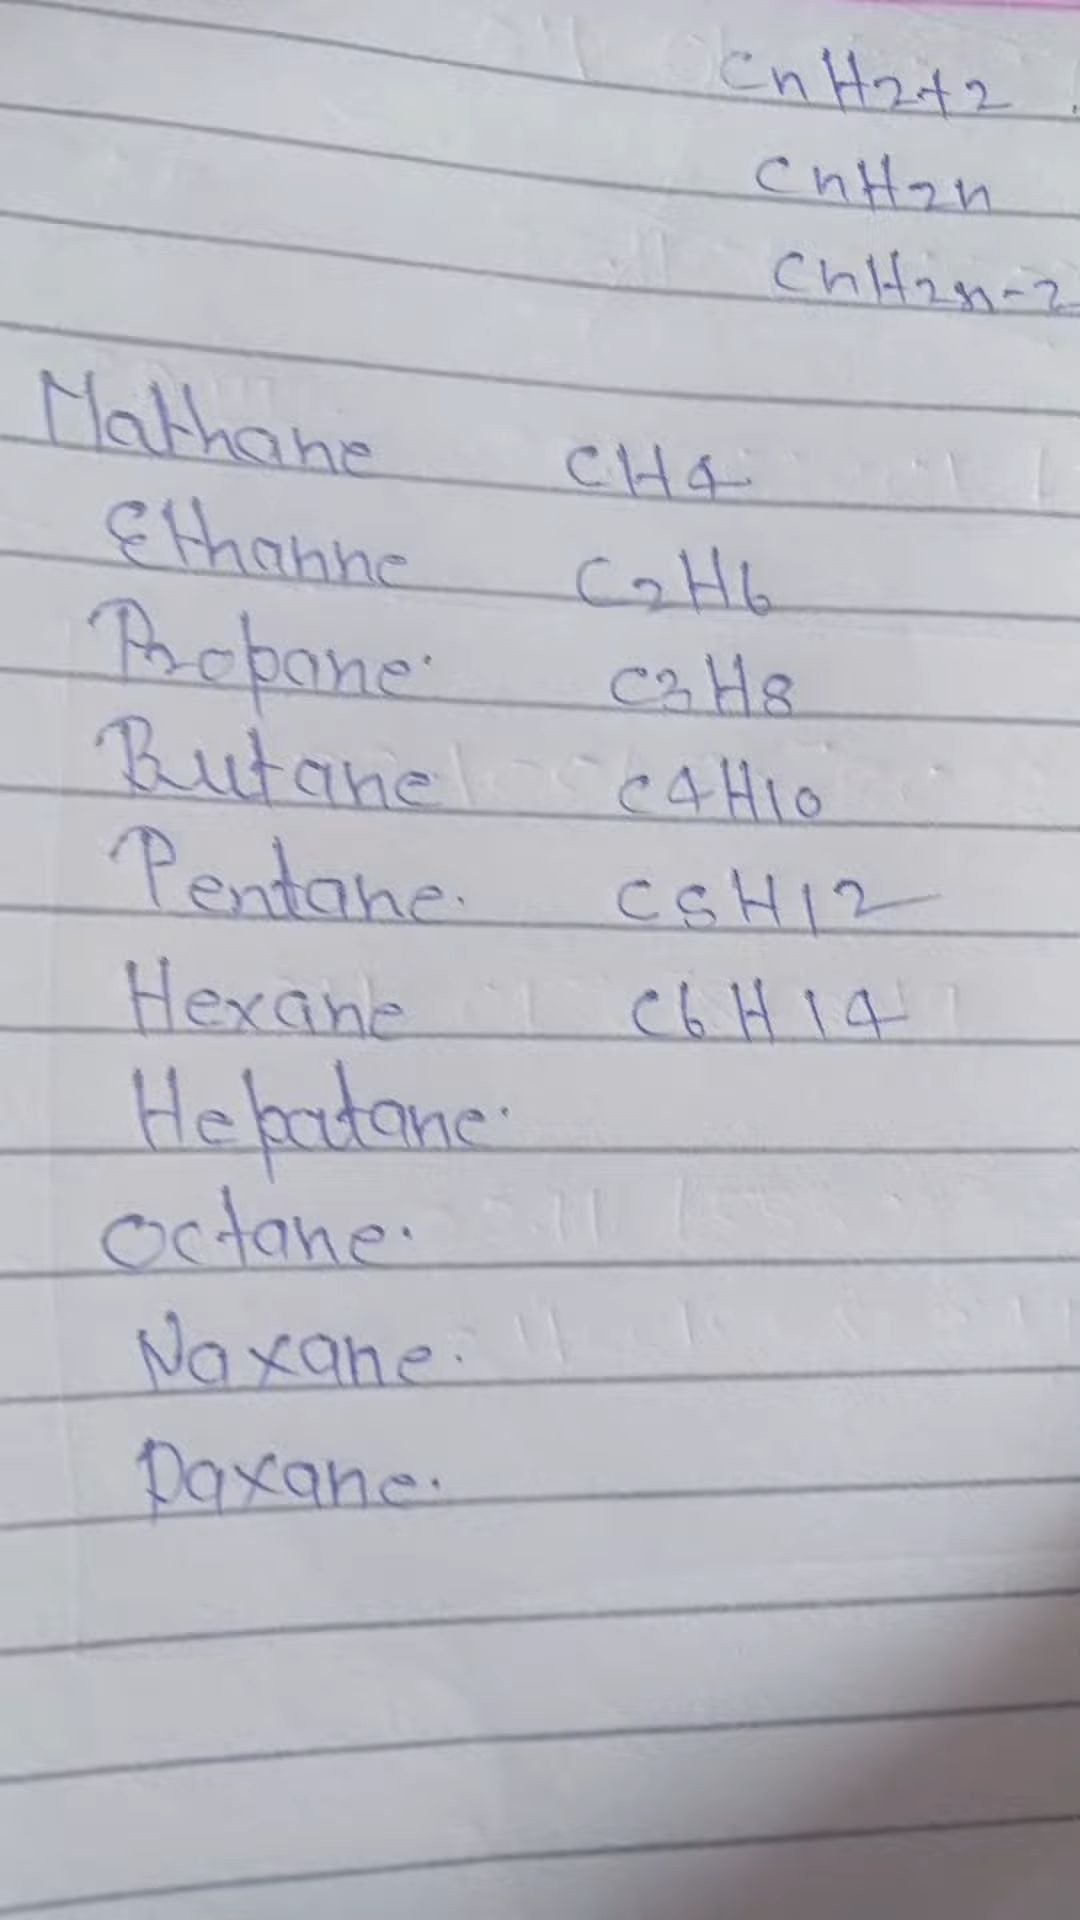 CnH2+2
CnH2n
CnH2n-2
Mathane CH4
Ethanne C2H6
Propane. C3H8
Butane C4H10
Pentane. C5H12
Hexane C6H14
Hepatane.
Octane.
Naxane.
Daxane.